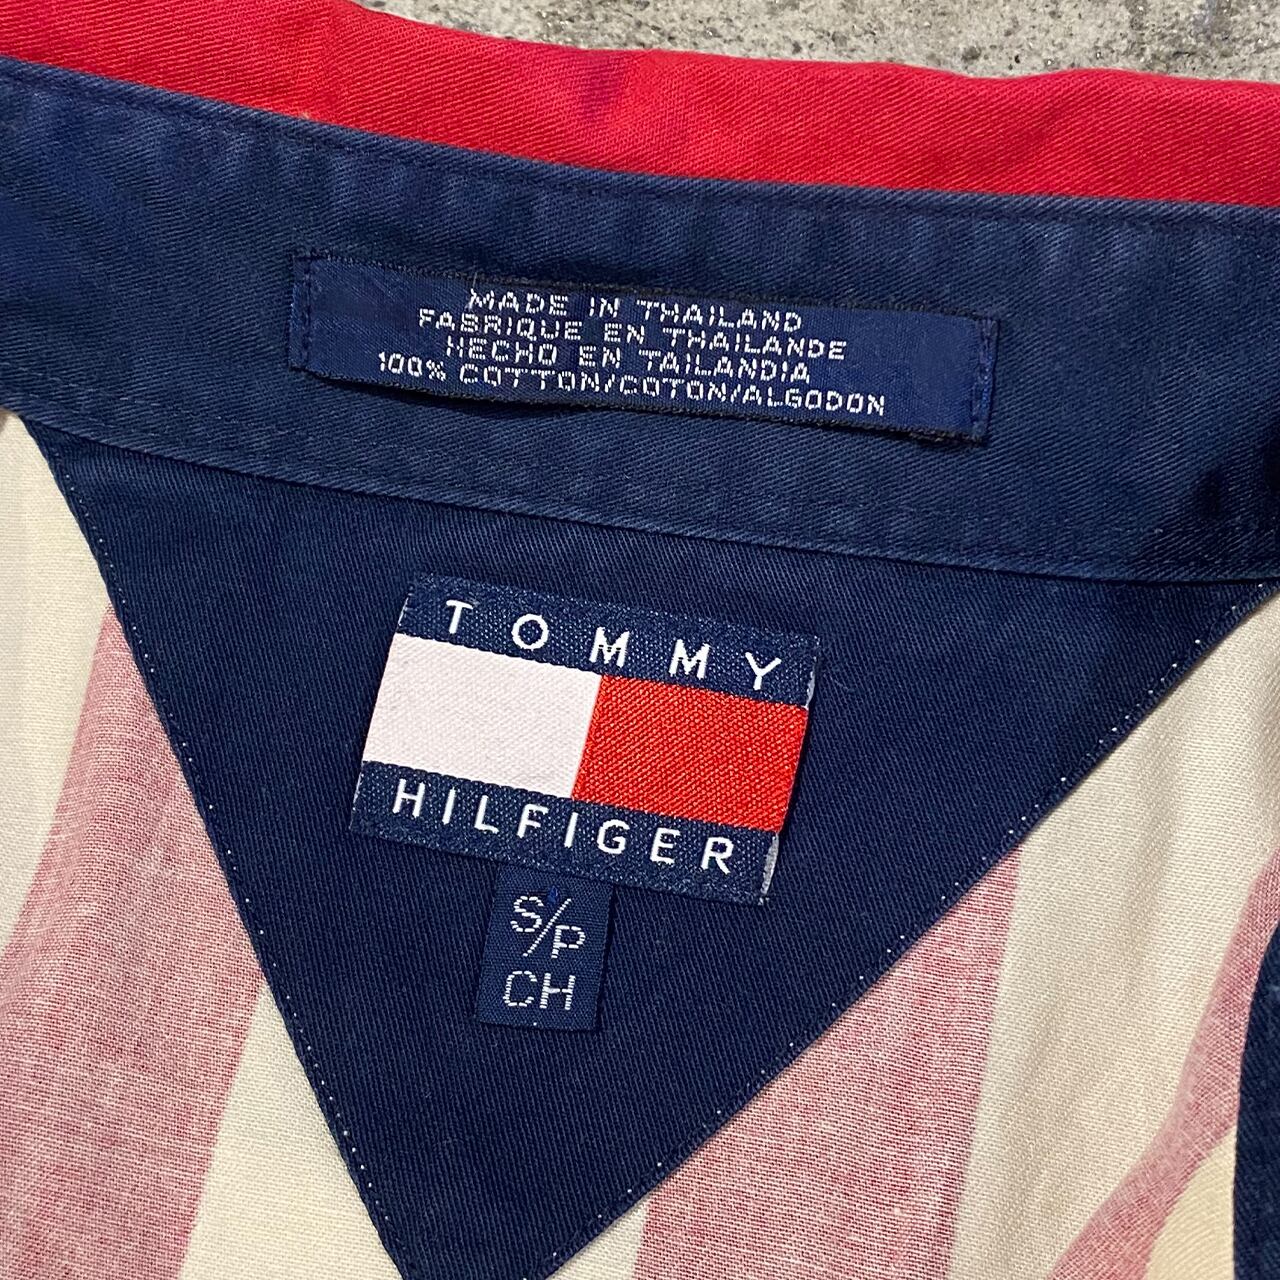 MADE IN THAILAND
FABRIQUE EN THAILANDE
HECHO EN TAILANDIA
100% COTTON/COTON/ALGODON
TOMMY
HILFIGER
S/P
CH